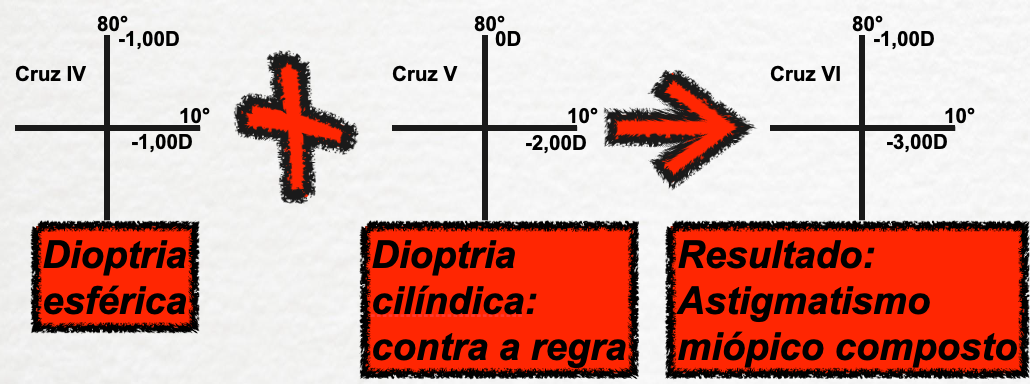 80°
-1,00D
Cruz IV
10°
-1,00D
Dioptria
esférica
80°
0D
Cruz V
10°
-2,00D
Dioptria
cilíndica:
contra a regra
80°
-1,00D
Cruz VI
10°
-3,00D
Resultado:
Astigmatismo
miópico composto